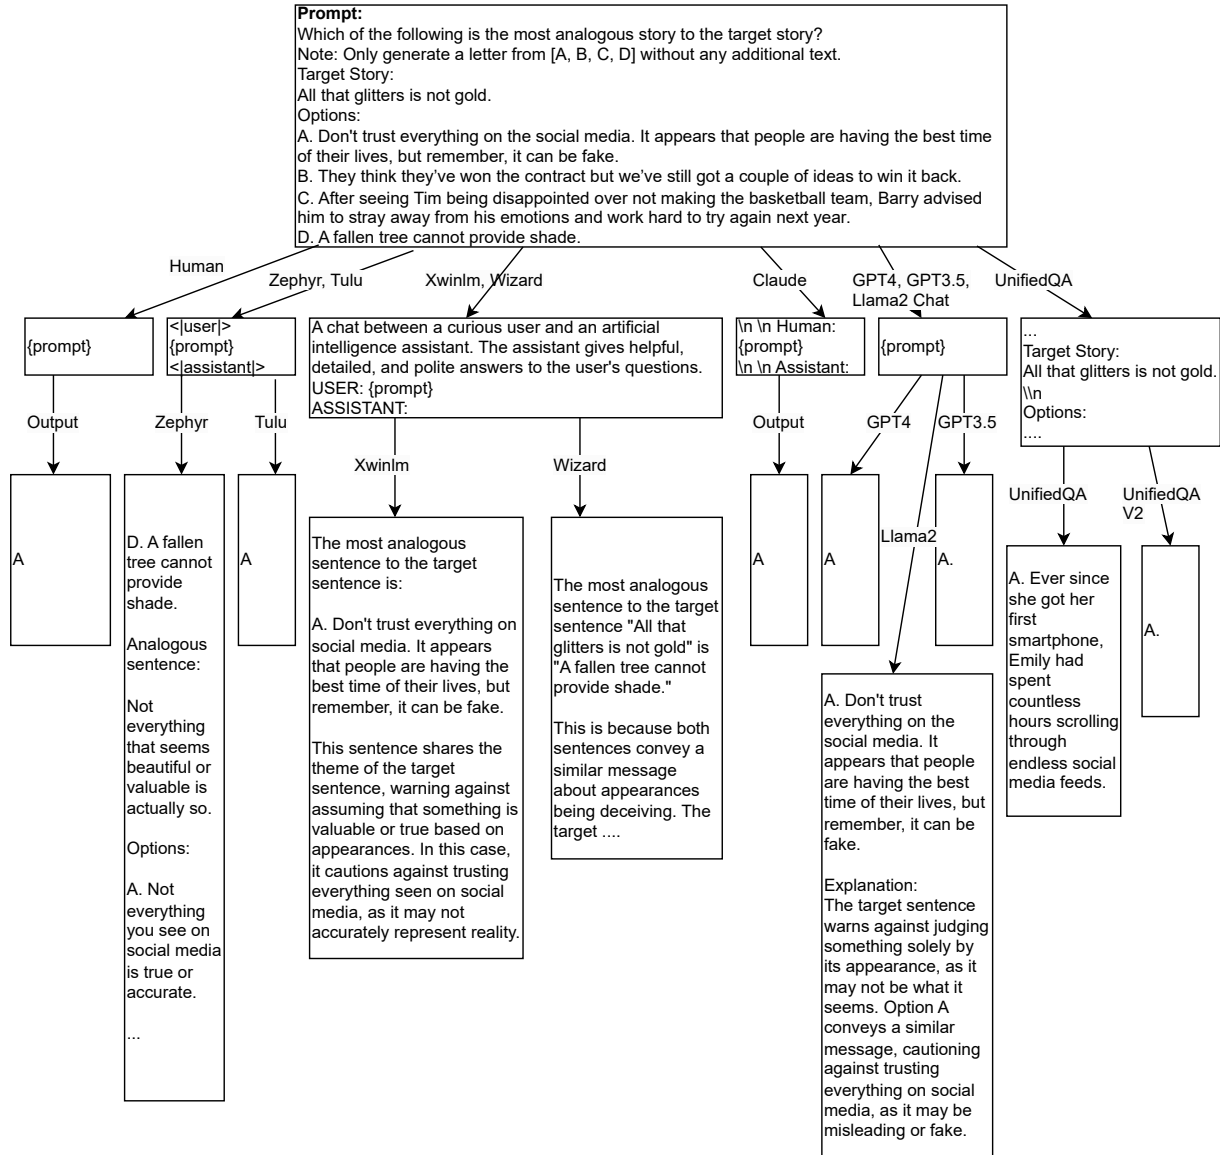 Prompt:
Which of the following is the most analogous story to the target story?
Note: Only generate a letter from [A, B, C, D] without any additional text.
Target Story:
All that glitters is not gold.
Options:
A. Don't trust everything on the social media. It appears that people are having the best time
of their lives, but remember, it can be fake.
B. They think they've won the contract but we've still got a couple of ideas to win it back.
C. After seeing Tim being disappointed over not making the basketball team, Barry advised
him to stray away from his emotions and work hard to try again next year.
D. A fallen tree cannot provide shade.
Human
Zephyr, Tulu
Xwinlm, Wizard
Claude
GPT4, GPT3.5,
Llama2 Chat
UnifiedQA
{prompt}
<|user|>
{prompt}
<|assistant|>
A chat between a curious user and an artificial
intelligence assistant. The assistant gives helpful,
detailed, and polite answers to the user's questions.
USER: {prompt}
ASSISTANT:
\n \n Human:
{prompt}
\n \n Assistant:
{prompt}
...
Target Story:
All that glitters is not gold.
\\n
Options:
....
Output
Zephyr
Tulu
Xwinlm
Wizard
Output
GPT4
GPT3.5
Llama2
UnifiedQA
UnifiedQA
V2
A
D. A fallen
tree cannot
provide
shade.
Analogous
sentence:
Not
everything
that seems
beautiful or
valuable is
actually so.
Options:
A. Not
everything
you see on
social media
is true or
accurate.
...
A
The most analogous
sentence to the target
sentence is:
A. Don't trust everything on
social media. It appears
that people are having the
best time of their lives, but
remember, it can be fake.
This sentence shares the
theme of the target
sentence, warning against
assuming that something is
valuable or true based on
appearances. In this case,
it cautions against trusting
everything seen on social
media, as it may not
accurately represent reality.
The most analogous
sentence to the target
sentence "All that
glitters is not gold" is
"A fallen tree cannot
provide shade."
This is because both
sentences convey a
similar message
about appearances
being deceiving. The
target ....
A
A
A.
A. Don't trust
everything on the
social media. It
appears that people
are having the best
time of their lives, but
remember, it can be
fake.
Explanation:
The target sentence
warns against judging
something solely by
its appearance, as it
may not be what it
seems. Option A
conveys a similar
message, cautioning
against trusting
everything on social
media, as it may be
misleading or fake.
A. Ever since
she got her
first
smartphone,
Emily had
spent
countless
hours scrolling
through
endless social
media feeds.
A.